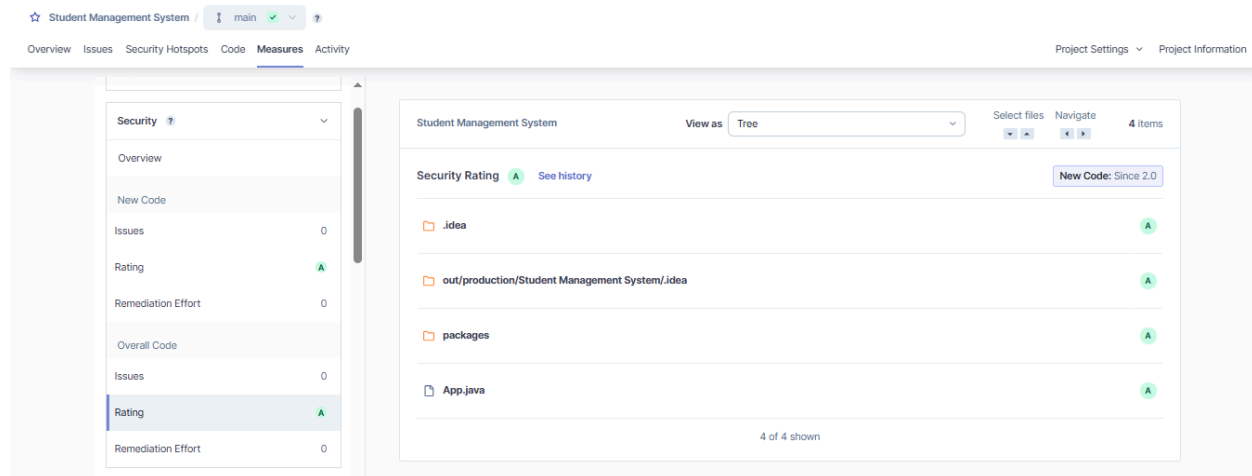 Student Management System / main ?
Overview Issues Security Hotspots Code Measures Activity Project Settings Project Information
Security ?
Overview
New Code
Issues 0
Rating A
Remediation Effort 0
Overall Code
Issues 0
Rating A
Remediation Effort 0
Student Management System View as Tree Select files Navigate 4 items
Security Rating A See history New Code: Since 2.0
.idea A
out/production/Student Management System/.idea A
packages A
App.java A
4 of 4 shown